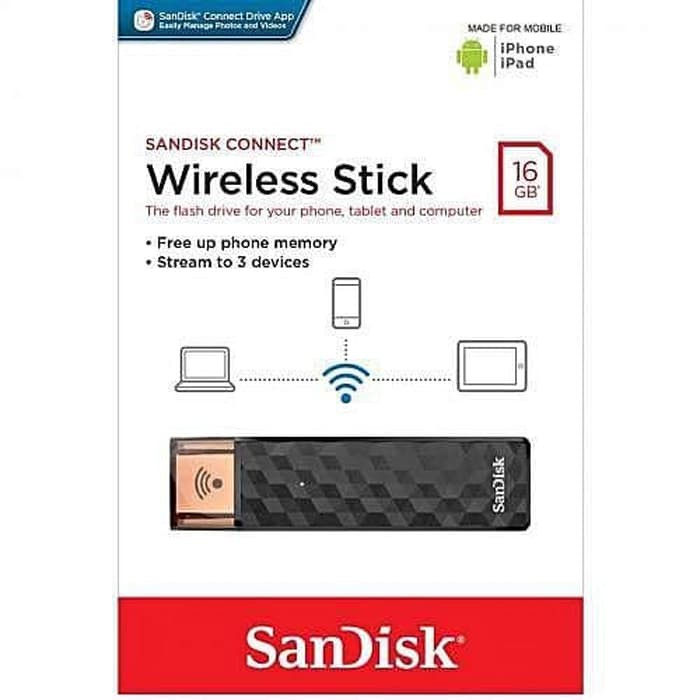 SanDisk® Connect Drive App
Easily Manage Photos and Videos
MADE FOR MOBILE
iPhone
iPad
SANDISK CONNECT™
Wireless Stick
16
GB*
The flash drive for your phone, tablet and computer
• Free up phone memory
• Stream to 3 devices
SanDisk
SanDisk®